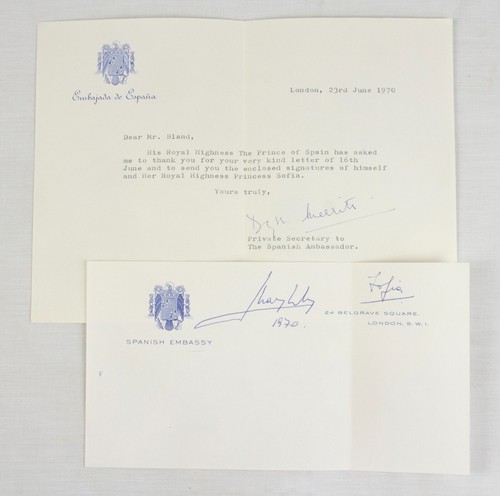 Embajada de España
London, 23rd June 1970
Dear Mr. Bland,
His Royal Highness The Prince of Spain has asked
me to thank you for your very kind letter of 16th
June and to send you the enclosed signatures of himself
and Her Royal Highness Princess Sofia.
Yours truly,
Private Secretary to
The Spanish Ambassador.
1970.
Sofia
24 BELGRAVE SQUARE,
LONDON, S.W.1.
SPANISH EMBASSY